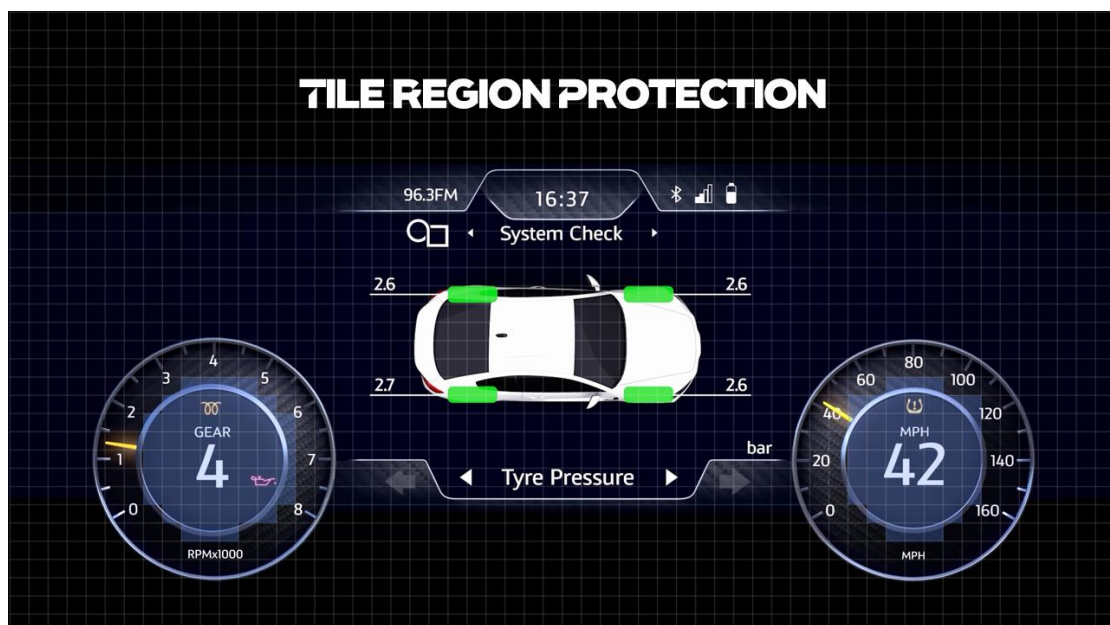 TILE REGION PROTECTION
96.3FM
16:37
System Check
2.6
2.6
2.7
2.6
bar
Tyre Pressure
0
1
2
3
4
5
6
7
8
GEAR
4
RPMx1000
0
20
40
60
80
100
120
140
160
MPH
42
MPH